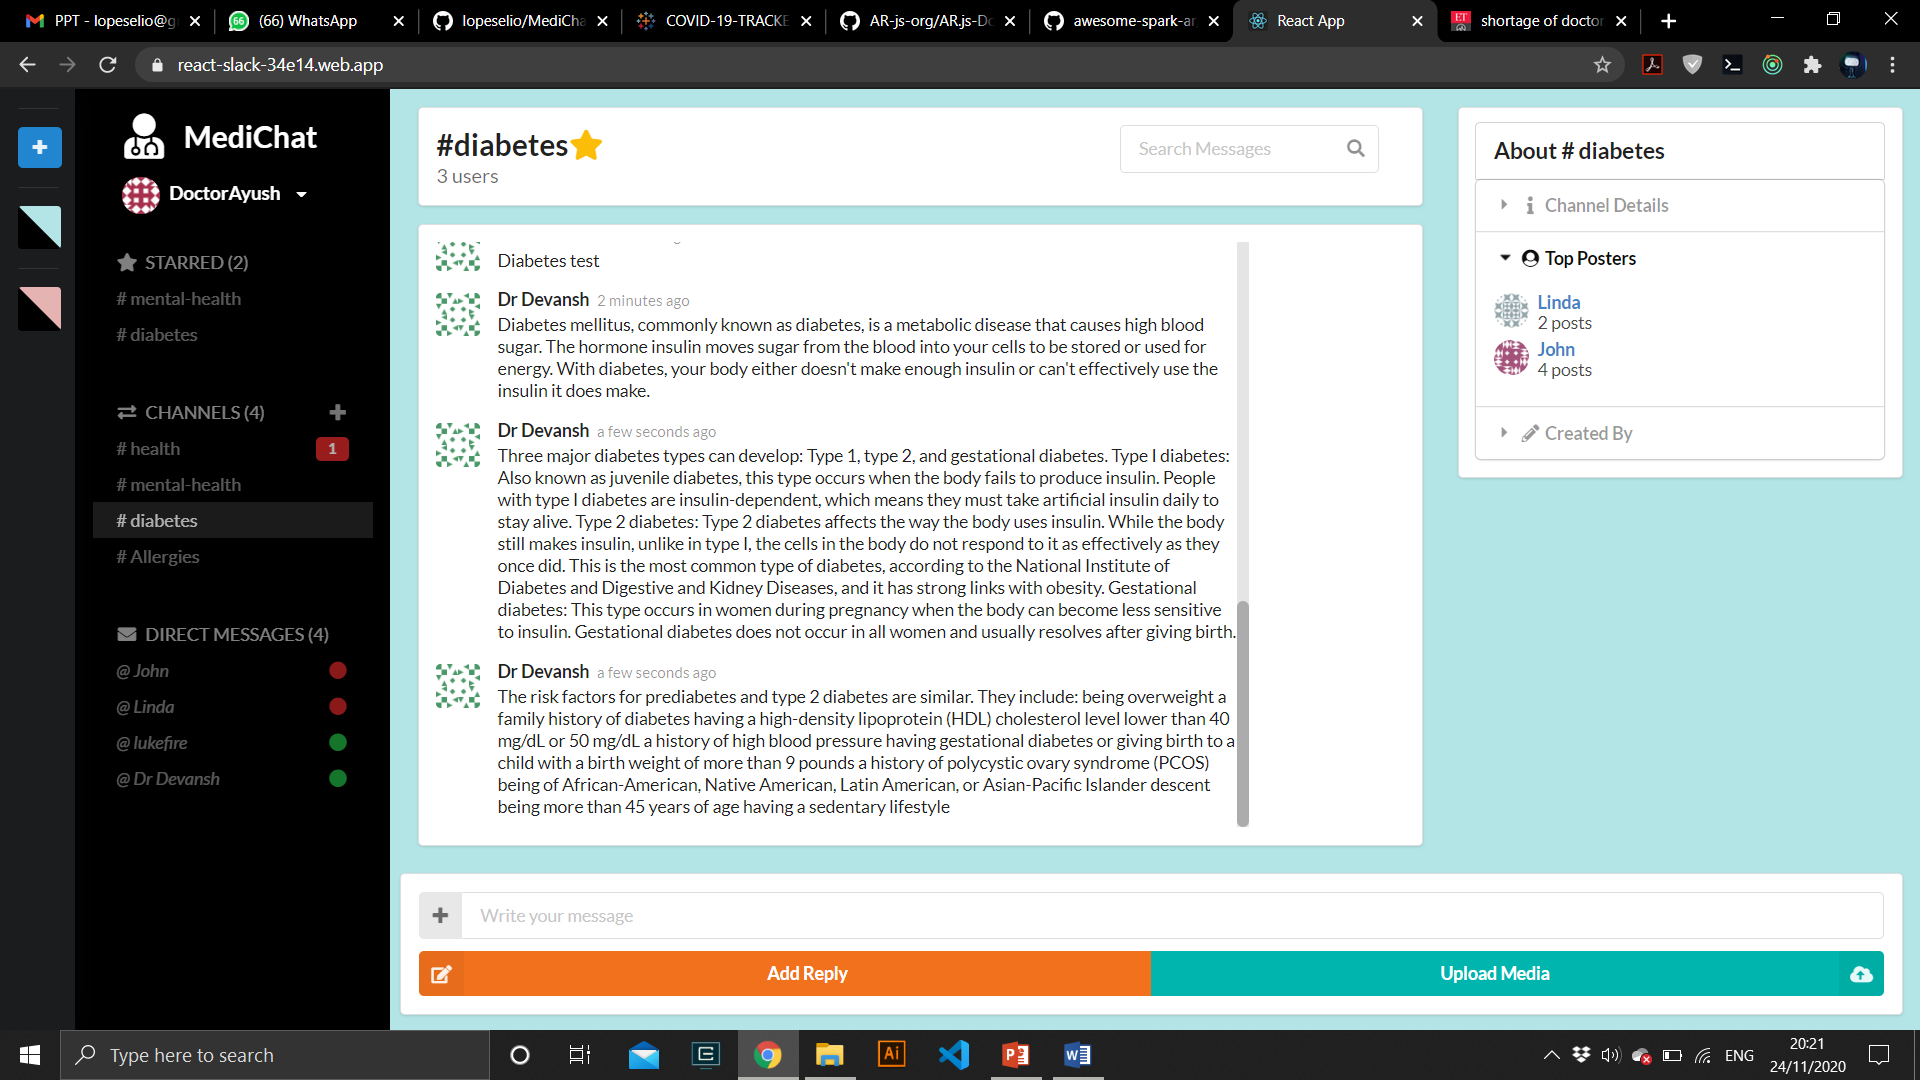 PPT - lopeselio@g
(66) WhatsApp
lopeselio/MediCha
COVID-19-TRACKE
AR-js-org/AR.js-Do
awesome-spark-ar
React App
ET
shortage of doctor
react-slack-34e14.web.app
MediChat
DoctorAyush
STARRED (2)
# mental-health
# diabetes
CHANNELS (4)
# health
1
# mental-health
# diabetes
# Allergies
DIRECT MESSAGES (4)
@ John
@ Linda
@ lukefire
@ Dr Devansh
#diabetes
3 users
Search Messages
Diabetes test
Dr Devansh 2 minutes ago
Diabetes mellitus, commonly known as diabetes, is a metabolic disease that causes high blood
sugar. The hormone insulin moves sugar from the blood into your cells to be stored or used for
energy. With diabetes, your body either doesn't make enough insulin or can't effectively use the
insulin it does make.
Dr Devansh a few seconds ago
Three major diabetes types can develop: Type 1, type 2, and gestational diabetes. Type I diabetes:
Also known as juvenile diabetes, this type occurs when the body fails to produce insulin. People
with type I diabetes are insulin-dependent, which means they must take artificial insulin daily to
stay alive. Type 2 diabetes: Type 2 diabetes affects the way the body uses insulin. While the body
still makes insulin, unlike in type I, the cells in the body do not respond to it as effectively as they
once did. This is the most common type of diabetes, according to the National Institute of
Diabetes and Digestive and Kidney Diseases, and it has strong links with obesity. Gestational
diabetes: This type occurs in women during pregnancy when the body can become less sensitive
to insulin. Gestational diabetes does not occur in all women and usually resolves after giving birth.
Dr Devansh a few seconds ago
The risk factors for prediabetes and type 2 diabetes are similar. They include: being overweight a
family history of diabetes having a high-density lipoprotein (HDL) cholesterol level lower than 40
mg/dL or 50 mg/dL a history of high blood pressure having gestational diabetes or giving birth to a
child with a birth weight of more than 9 pounds a history of polycystic ovary syndrome (PCOS)
being of African-American, Native American, Latin American, or Asian-Pacific Islander descent
being more than 45 years of age having a sedentary lifestyle
Write your message
Add Reply
Upload Media
About # diabetes
Channel Details
Top Posters
Linda
2 posts
John
4 posts
Created By
Type here to search
Ai
ENG
20:21
24/11/2020